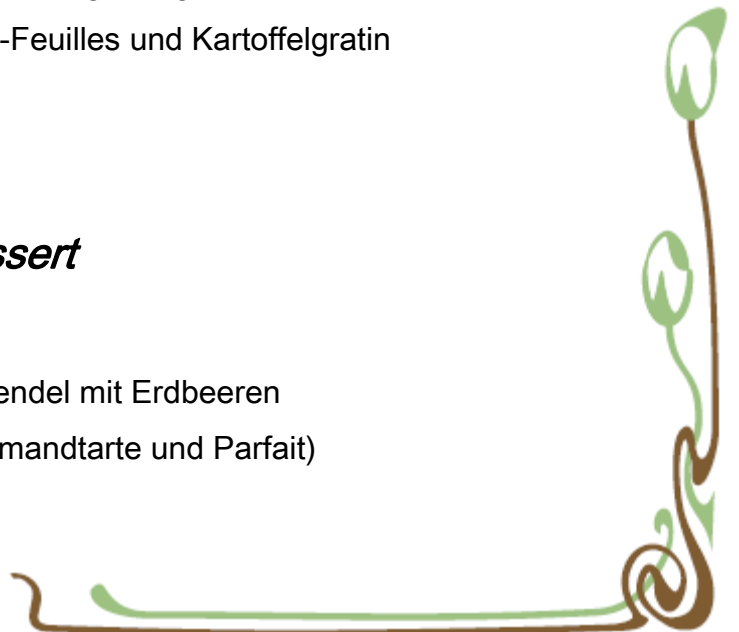 -Feuilles und Kartoffelgratin
ssert
endel mit Erdbeeren
mandtarte und Parfait)